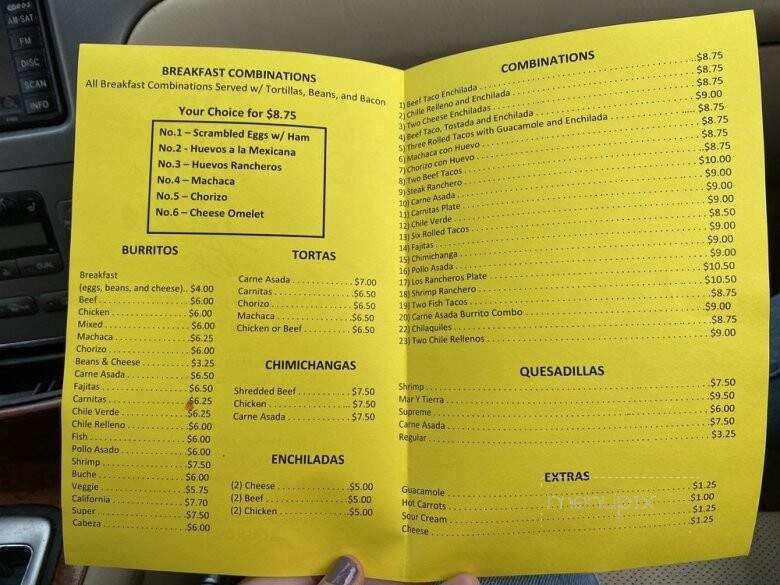 AM·SAT
FM
DISC
SCAN
INFO
BREAKFAST COMBINATIONS
All Breakfast Combinations Served w/ Tortillas, Beans, and Bacon
Your Choice for $8.75
No.1 – Scrambled Eggs w/ Ham
No.2 - Huevos a la Mexicana
No.3 – Huevos Rancheros
No.4 – Machaca
No.5 – Chorizo
No.6 – Cheese Omelet
BURRITOS
Breakfast
(eggs, beans, and cheese).. $4.00
Beef $6.00
Chicken $6.00
Mixed $6.00
Machaca $6.25
Chorizo $6.00
Beans & Cheese $3.25
Carne Asada $6.50
Fajitas $6.50
Carnitas $6.25
Chile Verde $6.25
Chile Relleno $6.00
Fish $6.00
Pollo Asado $6.00
Shrimp $7.50
Buche $6.00
Veggie $5.75
California $7.70
Super $7.50
Cabeza $6.00
TORTAS
Carne Asada $7.00
Carnitas $6.50
Chorizo $6.50
Machaca $6.50
Chicken or Beef $6.50
CHIMICHANGAS
Shredded Beef $7.50
Chicken $7.50
Carne Asada $7.50
ENCHILADAS
(2) Cheese $5.00
(2) Beef $5.00
(2) Chicken $5.00
COMBINATIONS
1) Beef Taco Enchilada $8.75
2) Chile Relleno and Enchilada $8.75
3) Two Cheese Enchiladas $8.75
4) Beef Taco, Tostada and Enchilada $9.00
5) Three Rolled Tacos with Guacamole and Enchilada $8.75
6) Machaca con Huevo $8.75
7) Chorizo con Huevo $8.75
8) Two Beef Tacos $8.75
9) Steak Ranchero $10.00
10) Carne Asada $9.00
11) Carnitas Plate $9.00
12) Chile Verde $9.00
13) Six Rolled Tacos $8.50
14) Fajitas $9.00
15) Chimichanga $9.00
16) Pollo Asada $9.00
17) Los Rancheros Plate $10.50
18) Shrimp Ranchero $10.50
19) Two Fish Tacos $8.75
20) Carne Asada Burrito Combo $9.00
22) Chilaquiles $8.75
23) Two Chile Rellenos $9.00
QUESADILLAS
Shrimp $7.50
Mar Y Tierra $9.50
Supreme $6.00
Carne Asada $7.50
Regular $3.25
EXTRAS
Guacamole $1.25
Hot Carrots $1.00
Sour Cream $1.25
Cheese $1.25
menupix